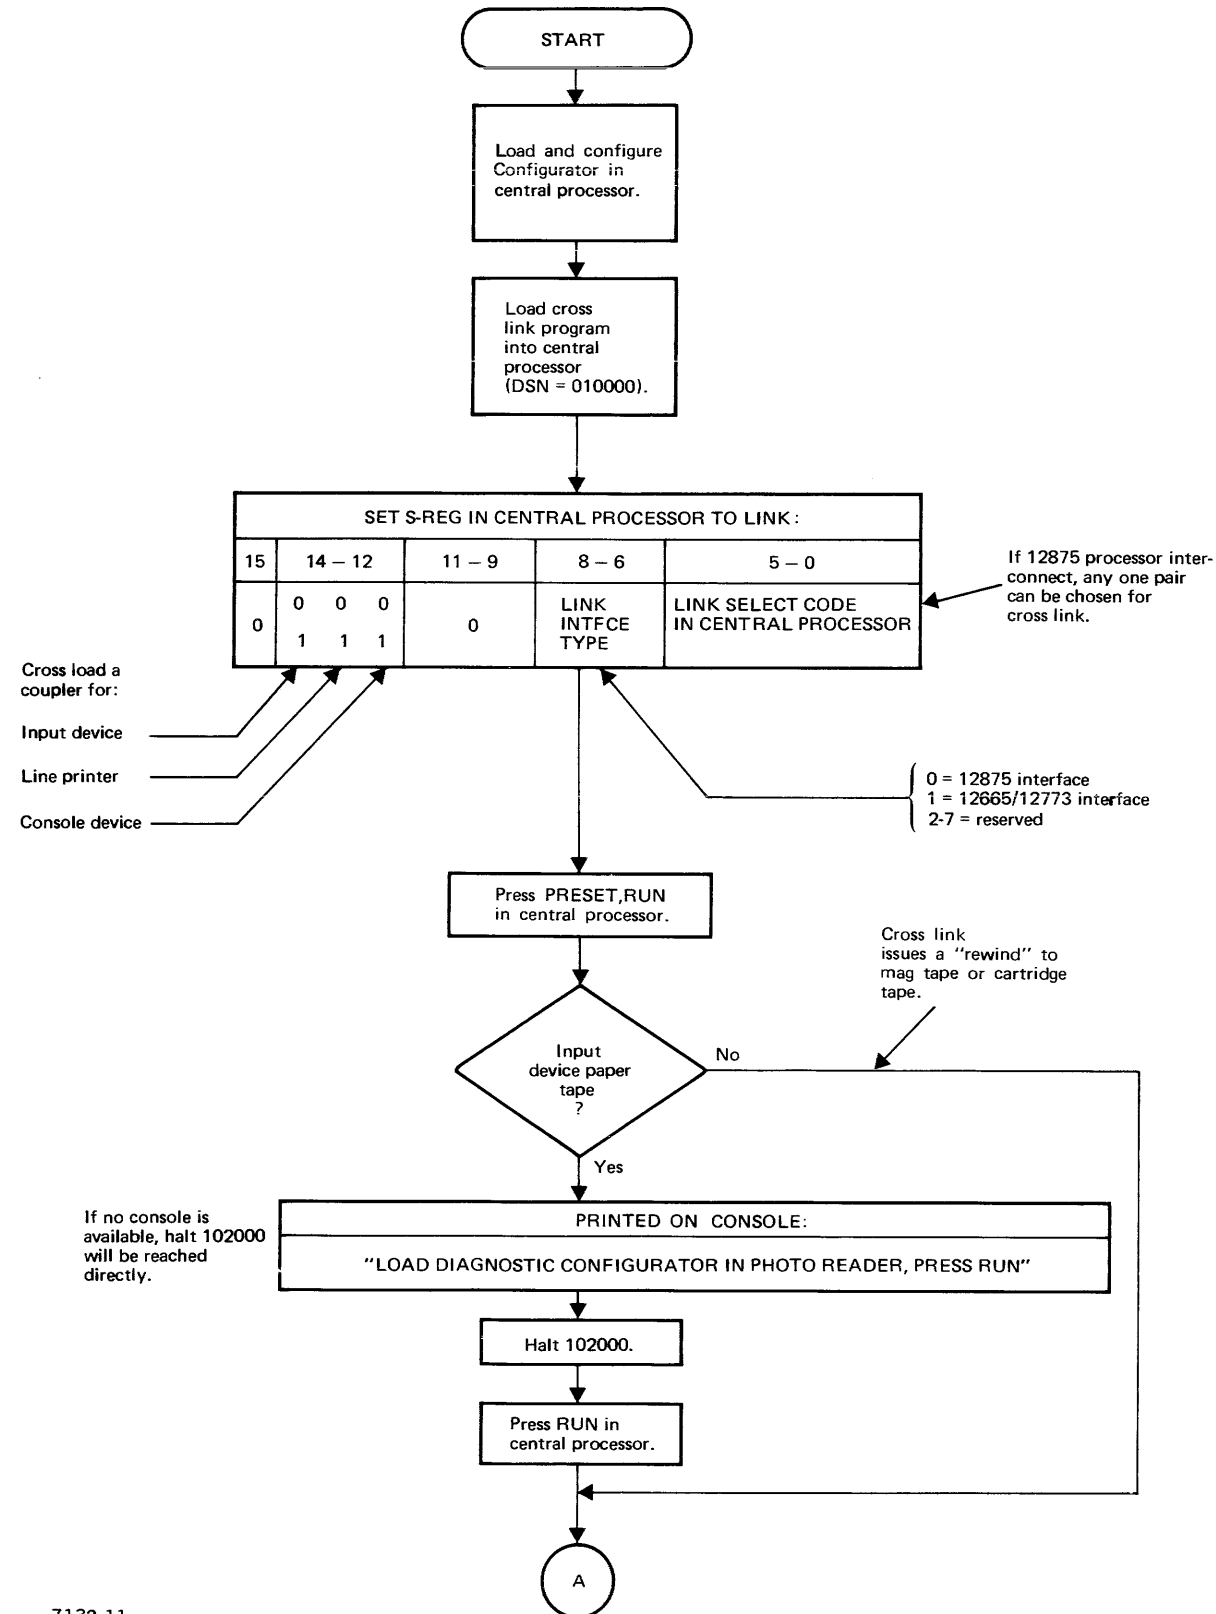 START
Load and configure
Configurator in
central processor.
Load cross
link program
into central
processor
(DSN = 010000).
SET S-REG IN CENTRAL PROCESSOR TO LINK:
15 14 – 12 11 – 9 8 – 6 5 – 0
0
0 0 0
1 1 1
0
LINK
INTFCE
TYPE
LINK SELECT CODE
IN CENTRAL PROCESSOR
If 12875 processor inter-
connect, any one pair
can be chosen for
cross link.
Cross load a
coupler for:
Input device
Line printer
Console device
0 = 12875 interface
1 = 12665/12773 interface
2-7 = reserved
Press PRESET,RUN
in central processor.
Cross link
issues a "rewind" to
mag tape or cartridge
tape.
Input
device paper
tape
?
No
Yes
If no console is
available, halt 102000
will be reached
directly.
PRINTED ON CONSOLE:
"LOAD DIAGNOSTIC CONFIGURATOR IN PHOTO READER, PRESS RUN"
Halt 102000.
Press RUN in
central processor.
A